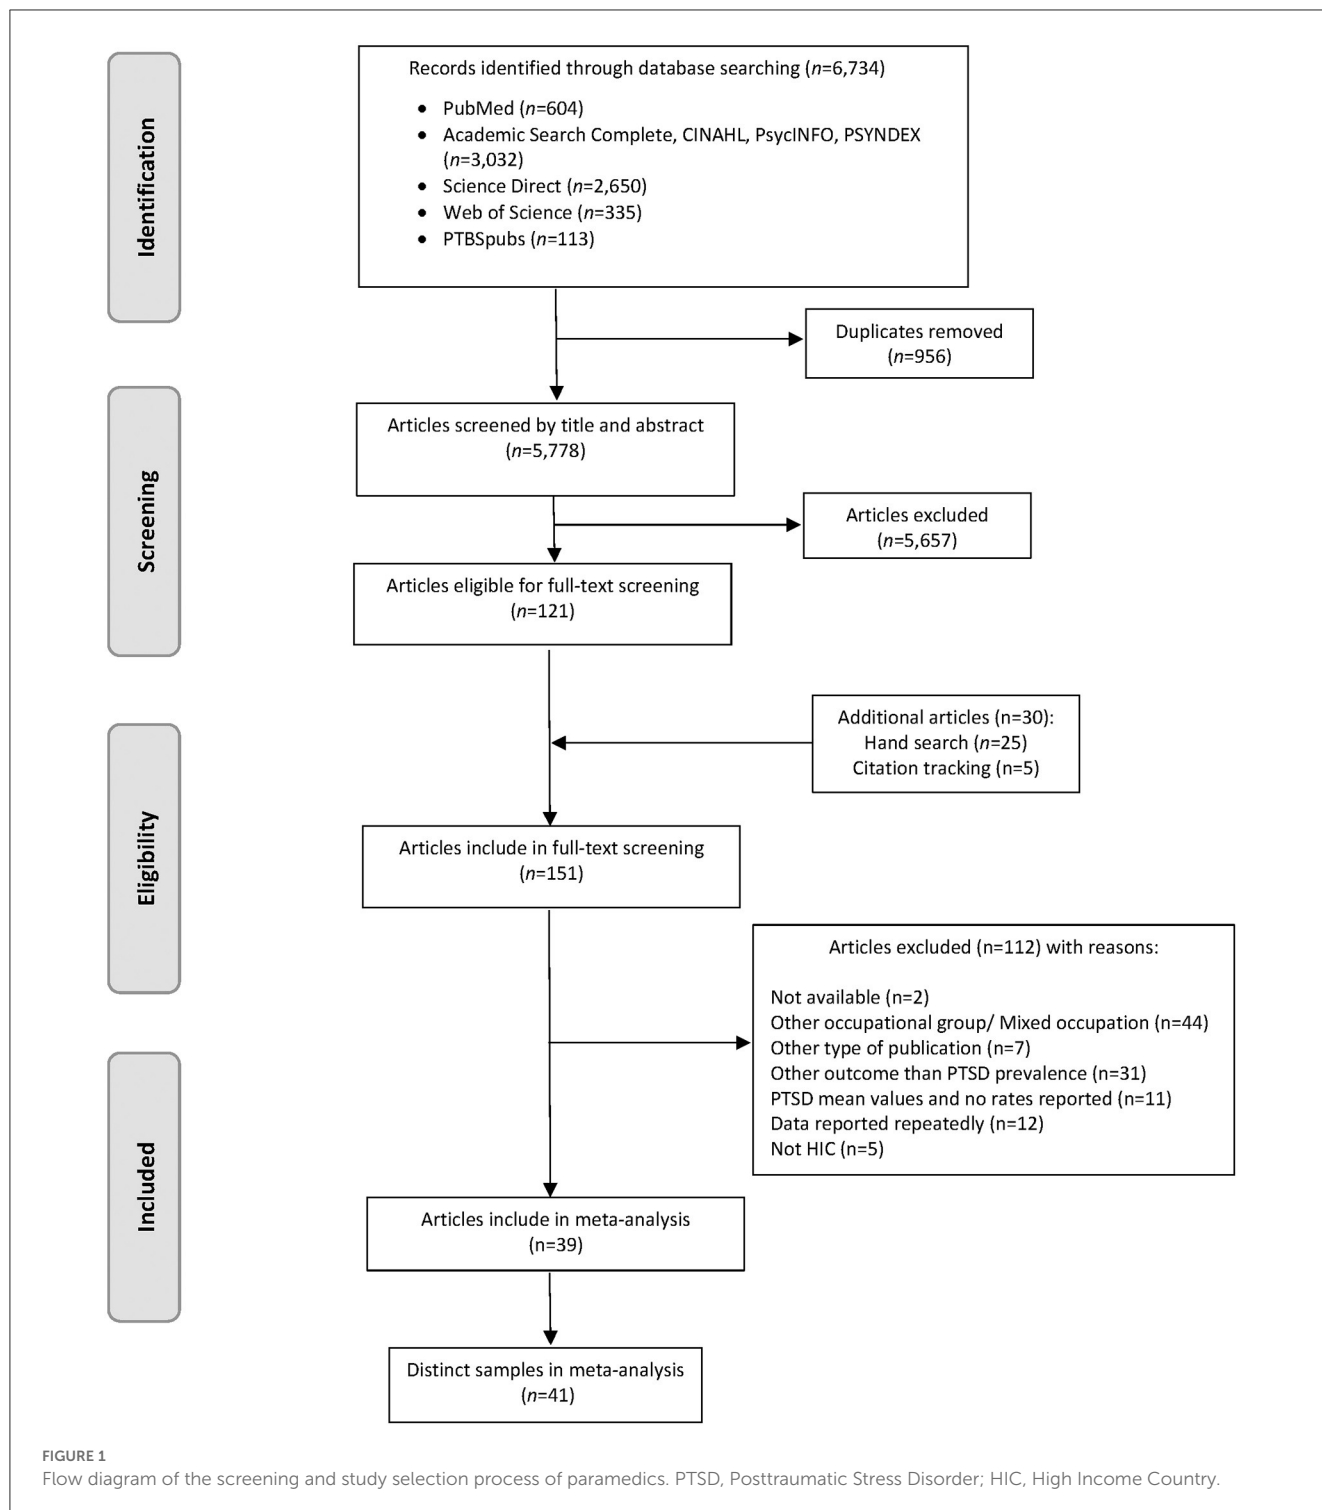 Identification
Records identified through database searching (n=6,734)
• PubMed (n=604)
• Academic Search Complete, CINAHL, PsycINFO, PSYNDEX
(n=3,032)
• Science Direct (n=2,650)
• Web of Science (n=335)
• PTBSpubs (n=113)
Duplicates removed
(n=956)
Screening
Articles screened by title and abstract
(n=5,778)
Articles excluded
(n=5,657)
Articles eligible for full-text screening
(n=121)
Eligibility
Additional articles (n=30):
Hand search (n=25)
Citation tracking (n=5)
Articles include in full-text screening
(n=151)
Articles excluded (n=112) with reasons:
Not available (n=2)
Other occupational group/ Mixed occupation (n=44)
Other type of publication (n=7)
Other outcome than PTSD prevalence (n=31)
PTSD mean values and no rates reported (n=11)
Data reported repeatedly (n=12)
Not HIC (n=5)
Included
Articles include in meta-analysis
(n=39)
Distinct samples in meta-analysis
(n=41)
FIGURE 1
Flow diagram of the screening and study selection process of paramedics. PTSD, Posttraumatic Stress Disorder; HIC, High Income Country.